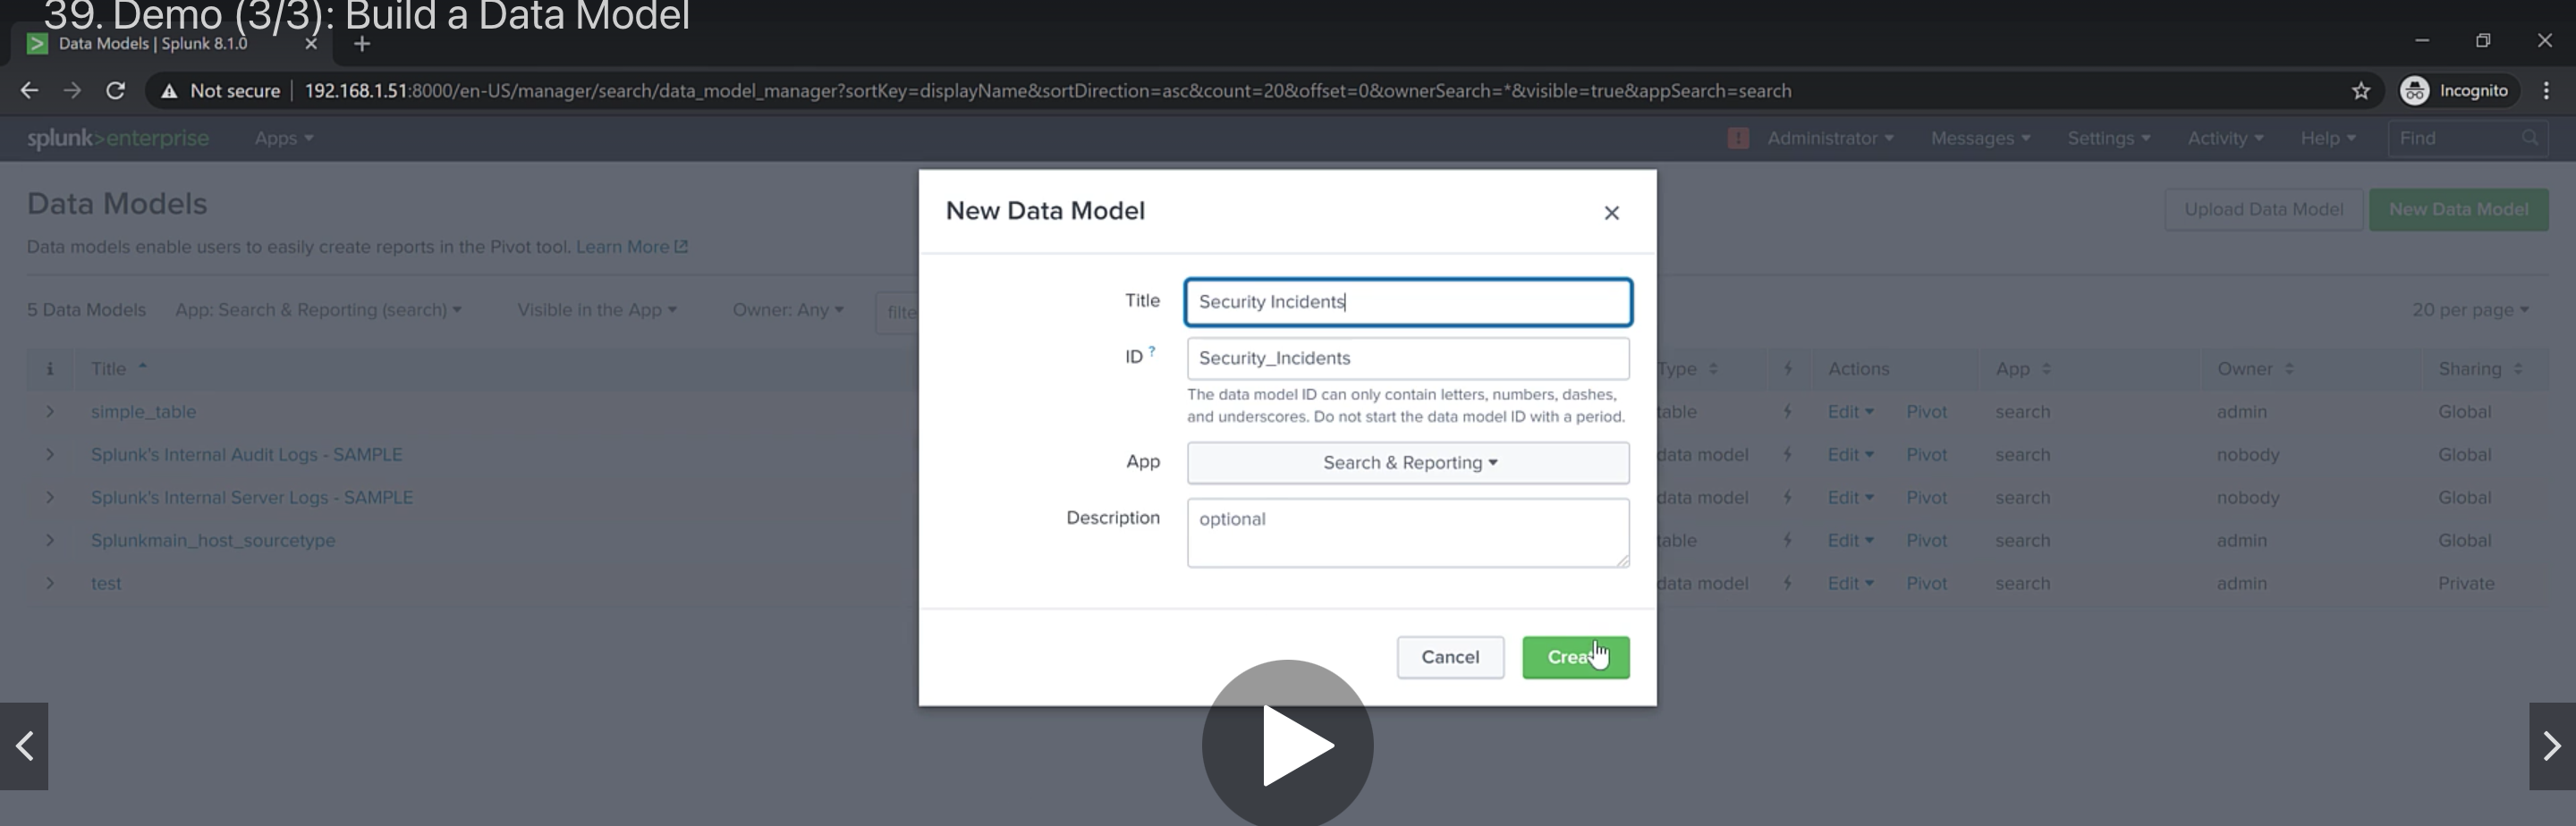 39. Demo (3/3): Build a Data Model
Data Models | Splunk 8.1.0
Not secure 192.168.1.51:8000/en-US/manager/search/data_model_manager?sortKey=displayName&sortDirection=asc&count=20&offset=0&ownerSearch=*&visible=true&appSearch=search Incognito
splunk>enterprise Apps ! Administrator Messages Settings Activity Help Find
Data Models Upload Data Model New Data Model
Data models enable users to easily create reports in the Pivot tool. Learn More
5 Data Models App: Search & Reporting (search) Visible in the App Owner: Any filte 20 per page
i Title Type Actions App Owner Sharing
simple_table table Edit Pivot search admin Global
Splunk's Internal Audit Logs - SAMPLE data model Edit Pivot search nobody Global
Splunk's Internal Server Logs - SAMPLE data model Edit Pivot search nobody Global
Splunkmain_host_sourcetype table Edit Pivot search admin Global
test data model Edit Pivot search admin Private
New Data Model
Title Security Incidents
ID ? Security_Incidents
The data model ID can only contain letters, numbers, dashes,
and underscores. Do not start the data model ID with a period.
App Search & Reporting
Description optional
Cancel